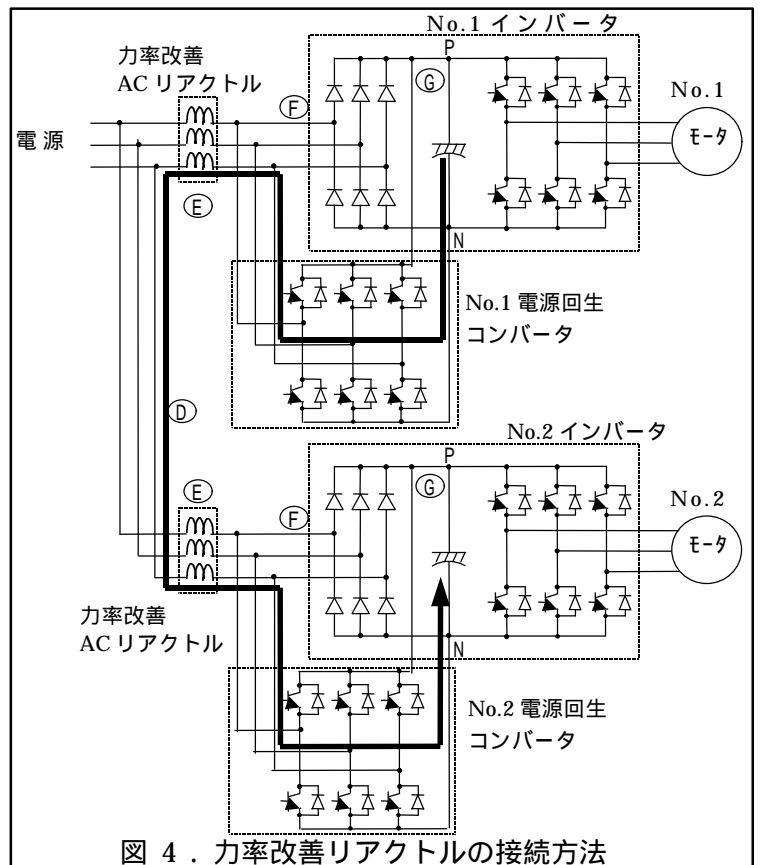 No.1 インバータ
力率改善
AC リアクトル
P
Ⓖ
Ⓕ
No.1
電源
ﾓｰﾀ
Ⓔ
N
No.1 電源回生
コンバータ
Ⓓ
No.2 インバータ
P
Ⓔ
Ⓖ
Ⓕ
No.2
ﾓｰﾀ
力率改善
AC リアクトル
N
No.2 電源回生
コンバータ
図 4 . 力率改善リアクトルの接続方法